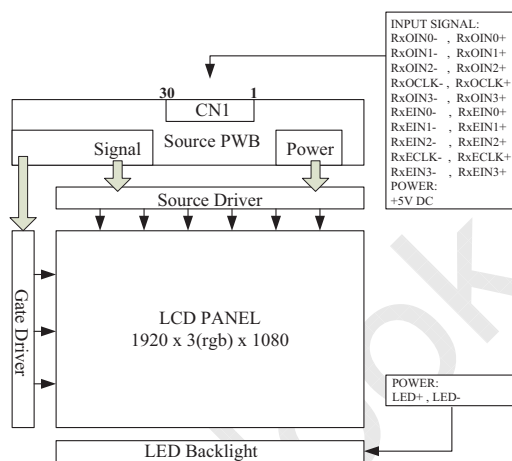 INPUT SIGNAL:
RxOIN0- , RxOIN0+
RxOIN1- , RxOIN1+
RxOIN2- , RxOIN2+
RxOCLK- , RxOCLK+
RxOIN3- , RxOIN3+
RxEIN0- , RxEIN0+
RxEIN1- , RxEIN1+
RxEIN2- , RxEIN2+
RxECLK- , RxECLK+
RxEIN3- , RxEIN3+
POWER:
+5V DC
30 1
CN1
Source PWB
Signal
Power
Source Driver
Gate Driver
LCD PANEL
1920 x 3(rgb) x 1080
POWER:
LED+ , LED-
LED Backlight